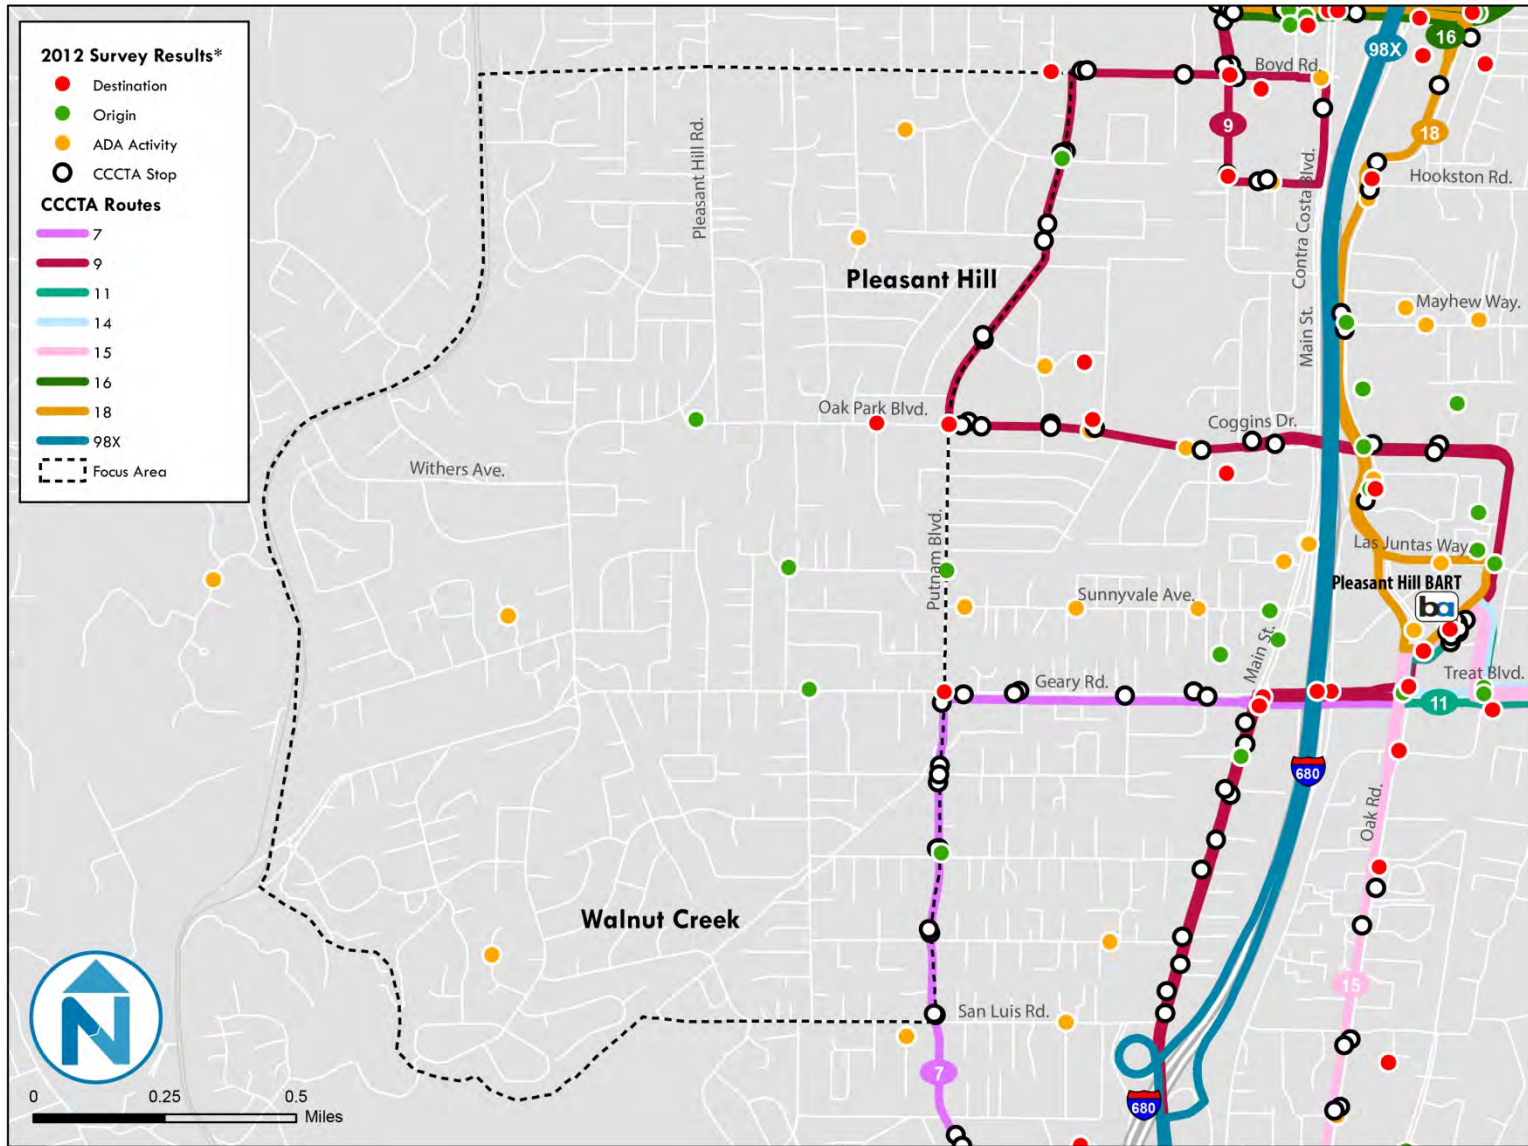 2012 Survey Results*
Destination
Origin
ADA Activity
CCCTA Stop
CCCTA Routes
7
9
11
14
15
16
18
98X
Focus Area
16
98X
Boyd Rd.
9
18
Pleasant Hill Rd.
Contra Costa Blvd.
Hookston Rd.
Pleasant Hill
Mayhew Way.
Main St.
Oak Park Blvd.
Coggins Dr.
Withers Ave.
Putnam Blvd.
Las Juntas Way.
Pleasant Hill BART
ba
Sunnyvale Ave.
Main St.
Geary Rd.
Treat Blvd.
11
680
Oak Rd.
Walnut Creek
15
San Luis Rd.
N
7
680
0 0.25 0.5
Miles